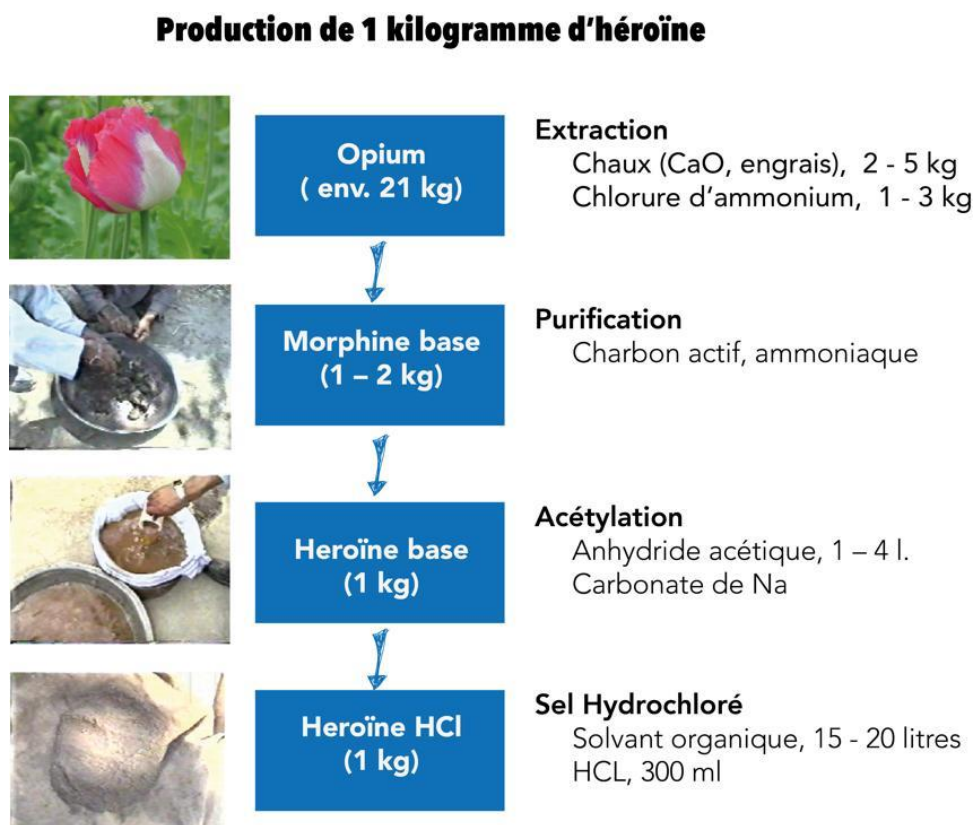 Production de 1 kilogramme d’héroïne
Opium
( env. 21 kg)
Extraction
Chaux (CaO, engrais), 2 - 5 kg
Chlorure d’ammonium, 1 - 3 kg
Morphine base
(1 – 2 kg)
Purification
Charbon actif, ammoniaque
Heroïne base
(1 kg)
Acétylation
Anhydride acétique, 1 – 4 l.
Carbonate de Na
Heroïne HCl
(1 kg)
Sel Hydrochloré
Solvant organique, 15 - 20 litres
HCL, 300 ml